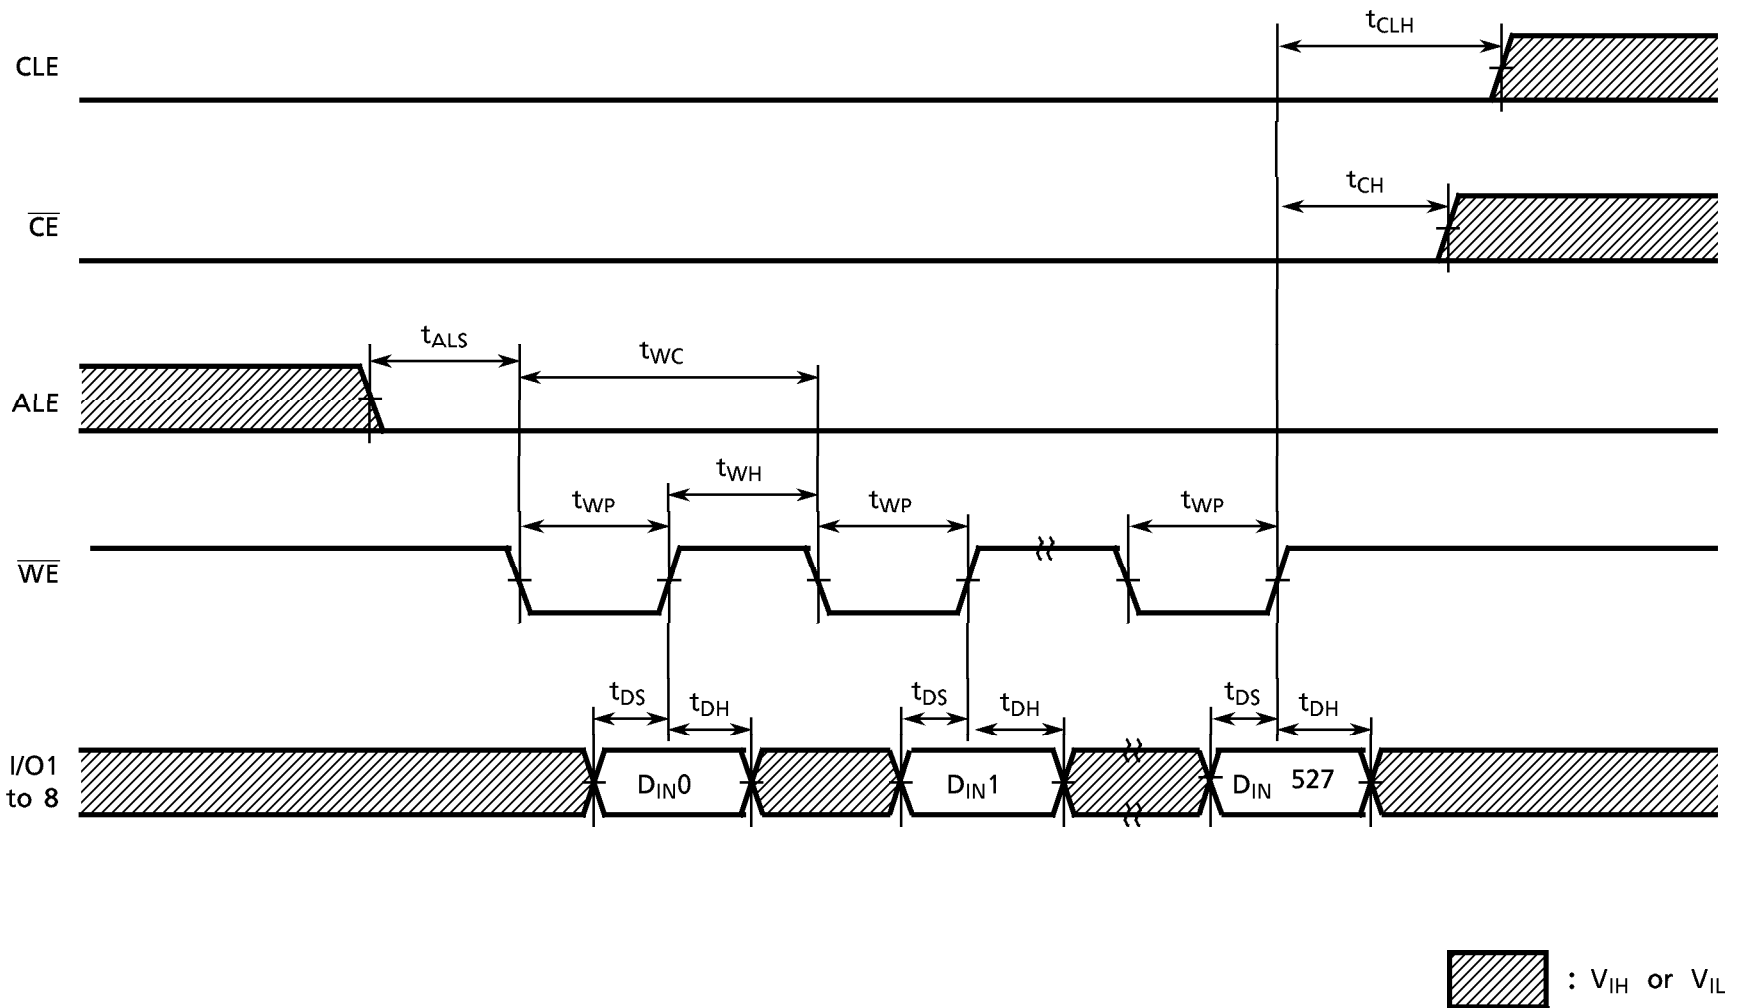 tCLH
CLE
tCH
CE
tALS
tWC
ALE
tWH
tWP
tWP
tWP
WE
tDS
tDH
tDS
tDH
tDS
tDH
I/O1
to 8
DIN0
DIN1
DIN 527
: VIH or VIL